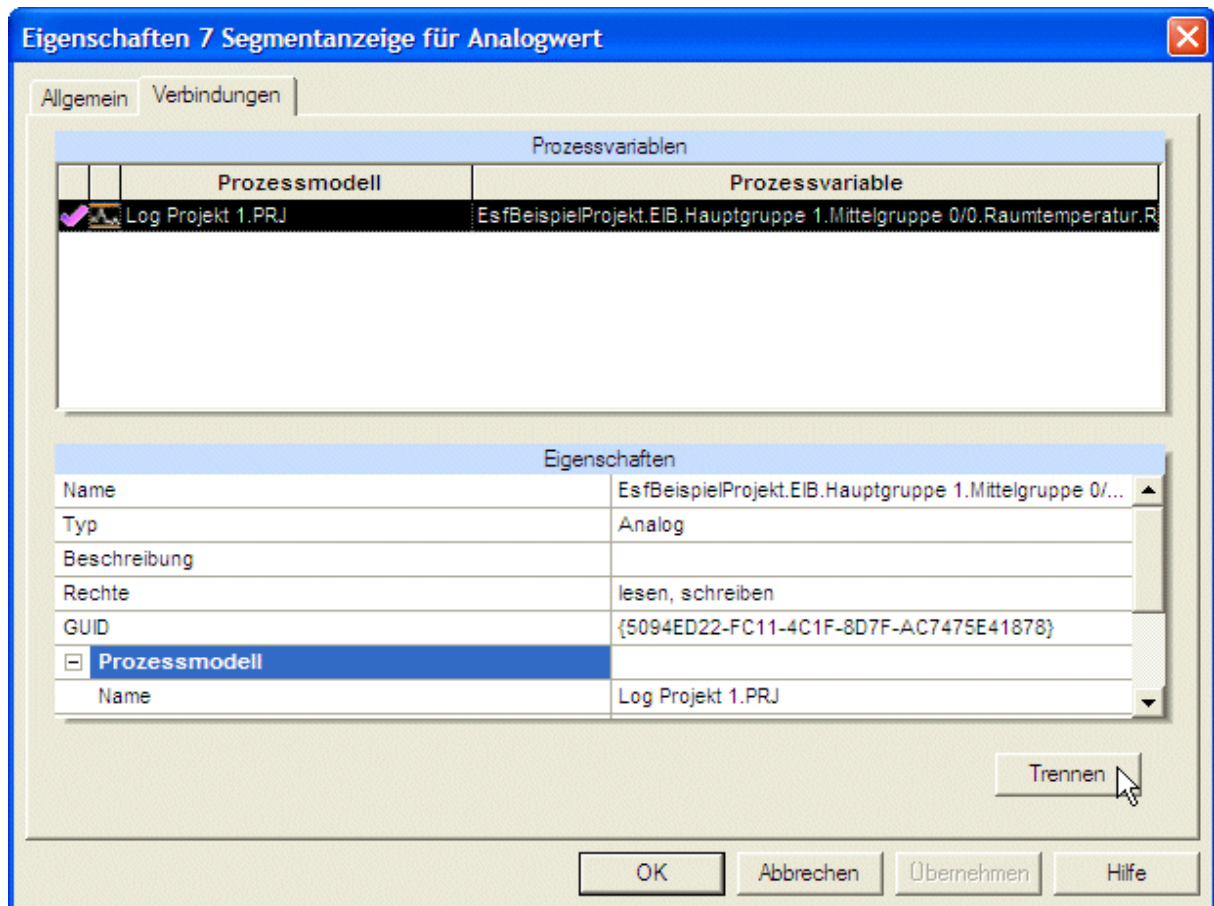 Eigenschaften 7 Segmentanzeige für Analogwert
Allgemein Verbindungen
Prozessvariablen
Prozessmodell Prozessvariable
Log Projekt 1.PRJ EsfBeispielProjekt.EIB.Hauptgruppe 1.Mittelgruppe 0/0.Raumtemperatur.R
Eigenschaften
Name EsfBeispielProjekt.EIB.Hauptgruppe 1.Mittelgruppe 0/...
Typ Analog
Beschreibung
Rechte lesen, schreiben
GUID {5094ED22-FC11-4C1F-8D7F-AC7475E41878}
Prozessmodell
Name Log Projekt 1.PRJ
Trennen
OK Abbrechen Übernehmen Hilfe